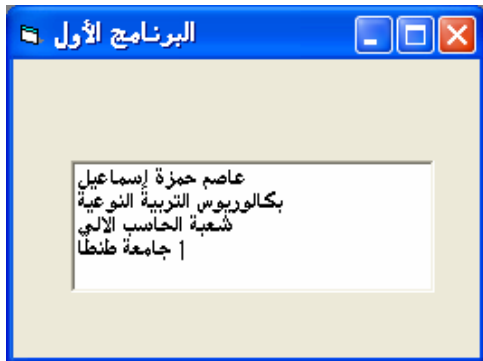 البرنامج الأول
عاصم حمزة إسماعيل
بكالوريوس التربية النوعية
شعبة الحاسب الالي
جامعة طنطا 1